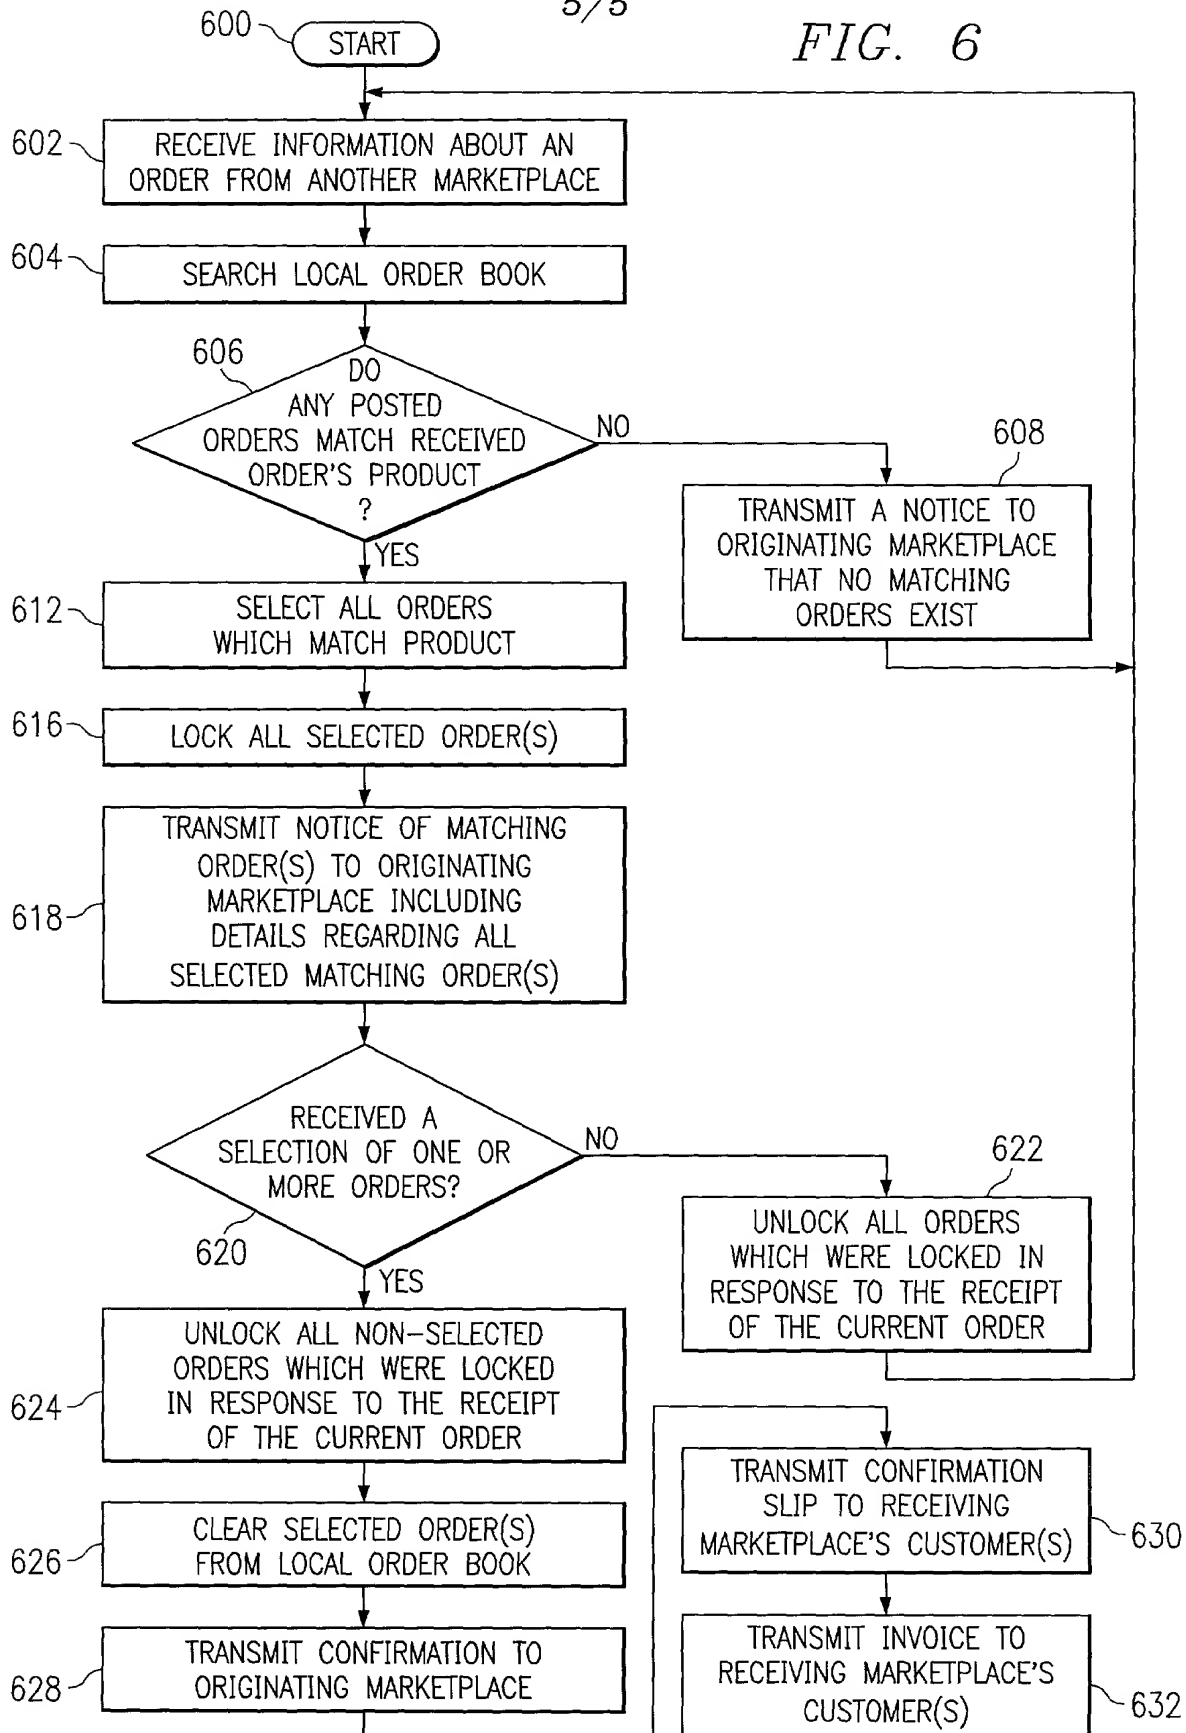 5/5
FIG. 6
600
START
602
RECEIVE INFORMATION ABOUT AN
ORDER FROM ANOTHER MARKETPLACE
604
SEARCH LOCAL ORDER BOOK
606
DO
ANY POSTED
ORDERS MATCH RECEIVED
ORDER'S PRODUCT
?
NO
YES
608
TRANSMIT A NOTICE TO
ORIGINATING MARKETPLACE
THAT NO MATCHING
ORDERS EXIST
612
SELECT ALL ORDERS
WHICH MATCH PRODUCT
616
LOCK ALL SELECTED ORDER(S)
618
TRANSMIT NOTICE OF MATCHING
ORDER(S) TO ORIGINATING
MARKETPLACE INCLUDING
DETAILS REGARDING ALL
SELECTED MATCHING ORDER(S)
RECEIVED A
SELECTION OF ONE OR
MORE ORDERS?
620
NO
YES
622
UNLOCK ALL ORDERS
WHICH WERE LOCKED IN
RESPONSE TO THE RECEIPT
OF THE CURRENT ORDER
624
UNLOCK ALL NON-SELECTED
ORDERS WHICH WERE LOCKED
IN RESPONSE TO THE RECEIPT
OF THE CURRENT ORDER
626
CLEAR SELECTED ORDER(S)
FROM LOCAL ORDER BOOK
628
TRANSMIT CONFIRMATION TO
ORIGINATING MARKETPLACE
TRANSMIT CONFIRMATION
SLIP TO RECEIVING
MARKETPLACE'S CUSTOMER(S)
630
TRANSMIT INVOICE TO
RECEIVING MARKETPLACE'S
CUSTOMER(S)
632